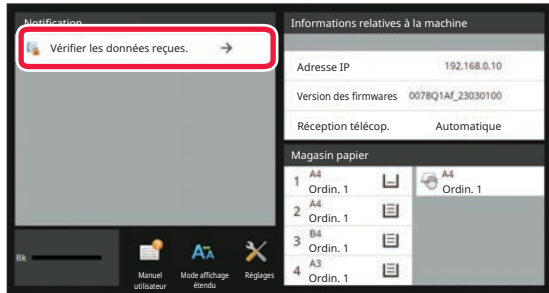 Notification
Vérifier les données reçues.
Bk
Manuel
utilisateur
Mode affichage
étendu
Réglages
Informations relatives à la machine
Adresse IP 192.168.0.10
Version des firmwares 0078Q1Af_23030100
Réception télécop. Automatique
Magasin papier
1 A4
Ordin. 1
A4
Ordin. 1
2 A4
Ordin. 1
3 B4
Ordin. 1
4 A3
Ordin. 1